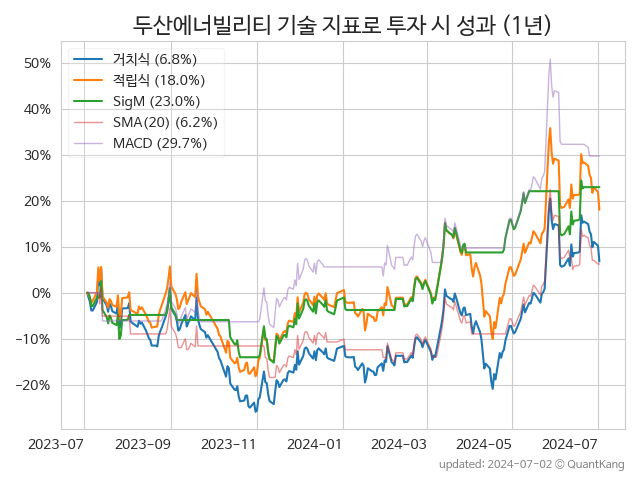 두산에너빌리티 기술 지표로 투자 시 성과 (1년)
거치식 (6.8%)
적립식 (18.0%)
SigM (23.0%)
SMA(20) (6.2%)
MACD (29.7%)
50%
40%
30%
20%
10%
0%
−10%
−20%
2023-07 2023-09 2023-11 2024-01 2024-03 2024-05 2024-07
updated: 2024-07-02 © QuantKang